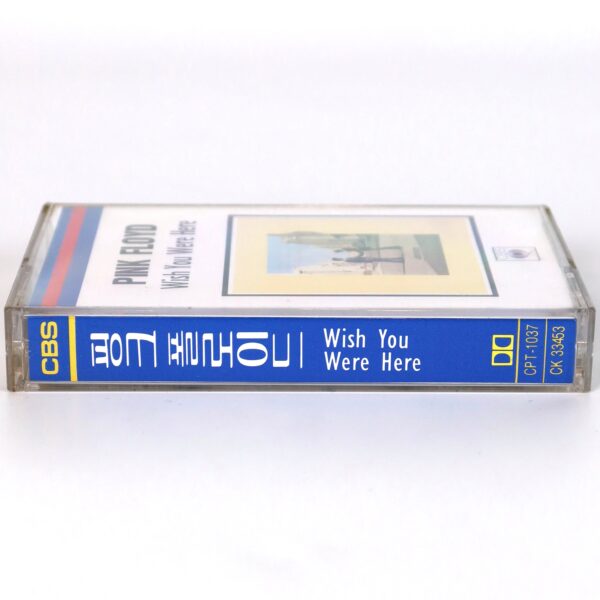 PINK FLOYD
Wish You Were Here
CBS
핑크 플로이드
Wish You
Were Here
CPT-1037
CK 33453